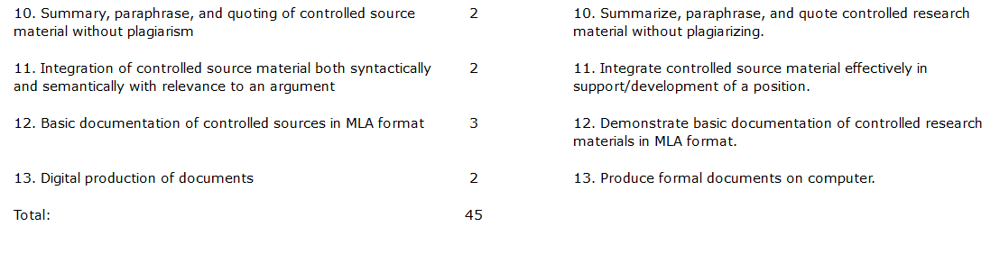 10. Summary, paraphrase, and quoting of controlled source 2 10. Summarize, paraphrase, and quote controlled research
material without plagiarism material without plagiarizing.
11. Integration of controlled source material both syntactically 2 11. Integrate controlled source material effectively in
and semantically with relevance to an argument support/development of a position.
12. Basic documentation of controlled sources in MLA format 3 12. Demonstrate basic documentation of controlled research
materials in MLA format.
13. Digital production of documents 2 13. Produce formal documents on computer.
Total: 45